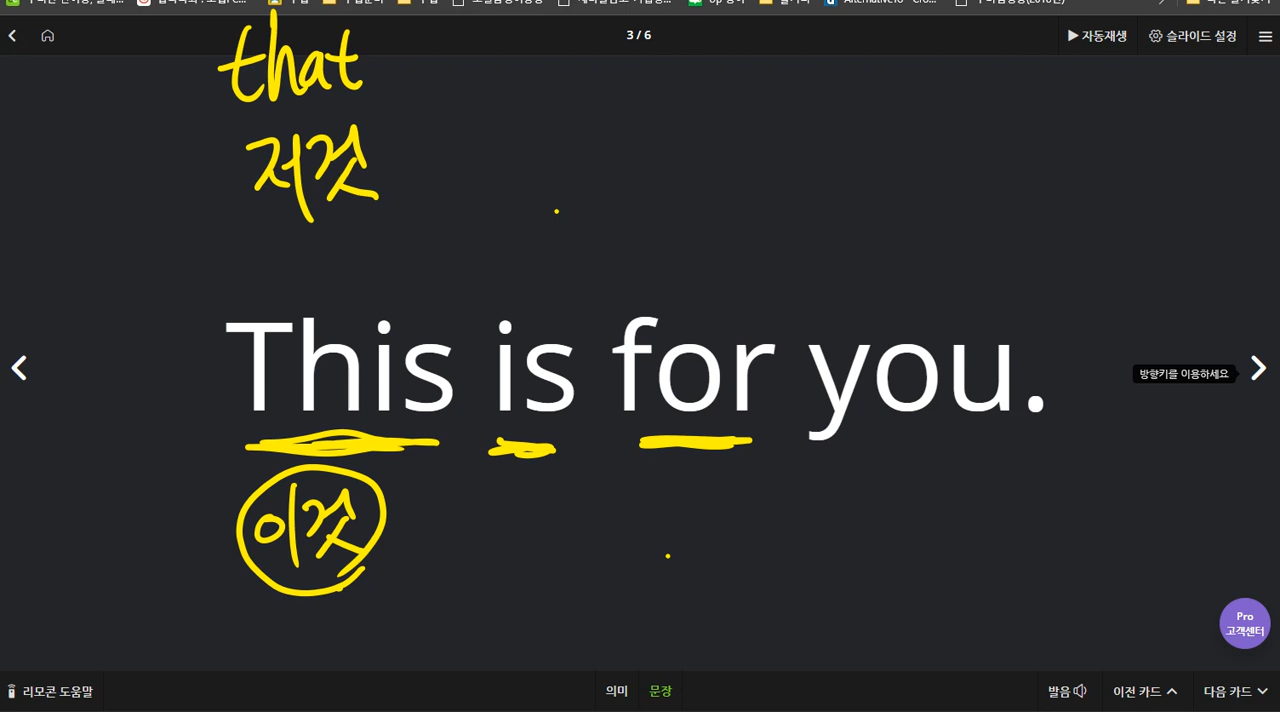 3 / 6
▶ 자동재생
슬라이드 설정
that
저것
This is for you.
방향키를 이용하세요
이것
Pro
고객센터
리모콘 도움말
의미
문장
발음
이전 카드
다음 카드